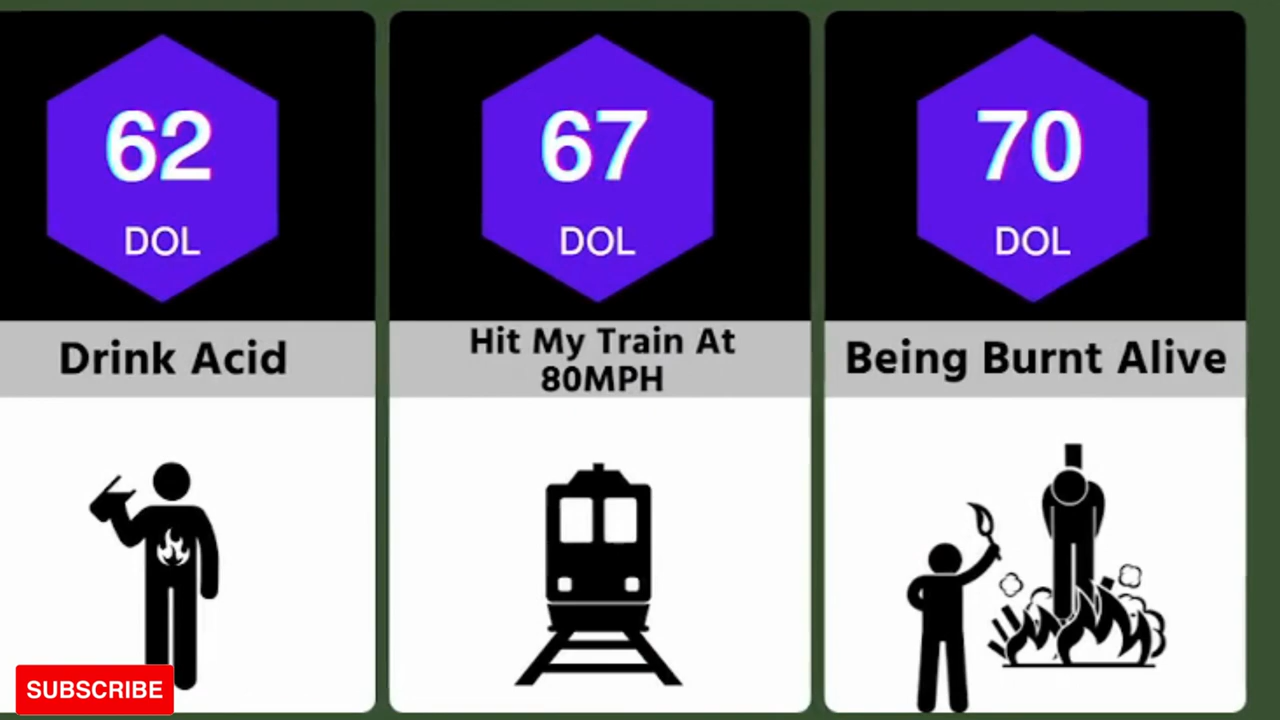 62
DOL
Drink Acid
67
DOL
Hit My Train At
80MPH
70
DOL
Being Burnt Alive
SUBSCRIBE